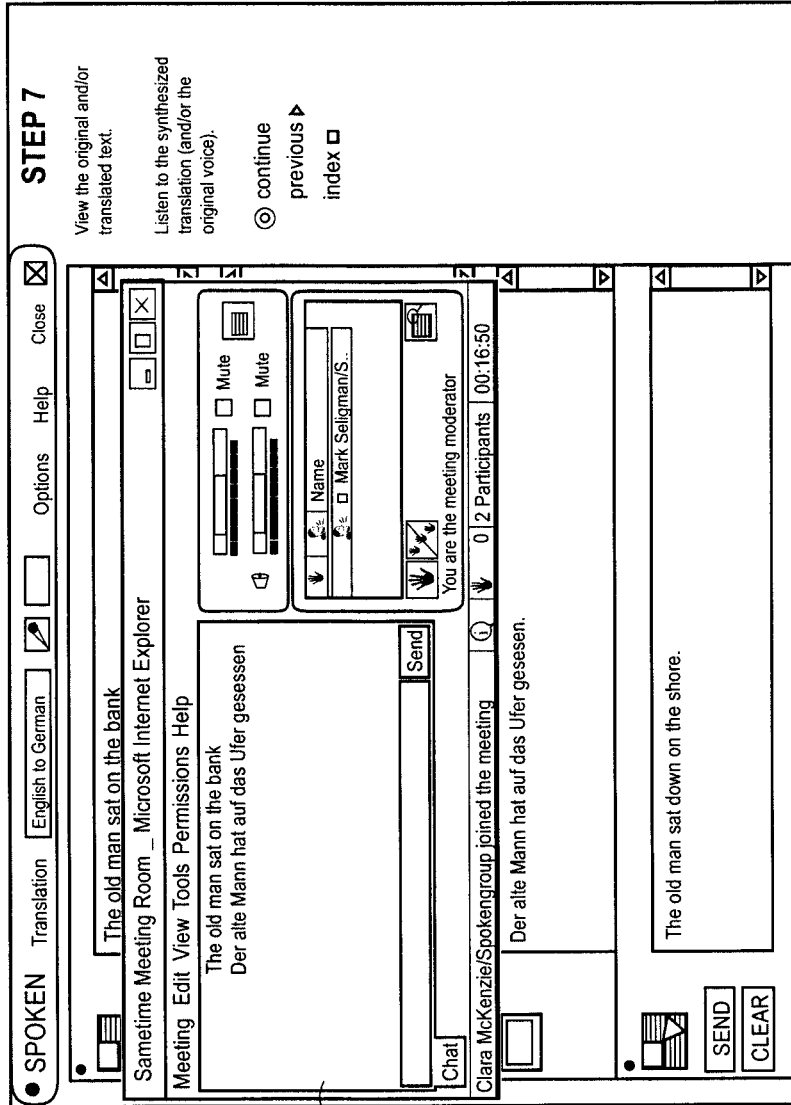 SPOKEN Translation English to German Options Help Close
STEP 7
View the original and/or
translated text.
Listen to the synthesized
translation (and/or the
original voice).
continue
previous
index
The old man sat on the bank
Sametime Meeting Room _ Microsoft Internet Explorer
Meeting Edit View Tools Permissions Help
The old man sat on the bank
Der alte Mann hat auf das Ufer gesessen
Send
Chat
Mute
Mute
Name
Mark Seligman/S..
You are the meeting moderator
Clara McKenzie/Spokengroup joined the meeting 0 2 Participants 00:16:50
Der alte Mann hat auf das Ufer gesesen.
The old man sat down on the shore.
SEND
CLEAR